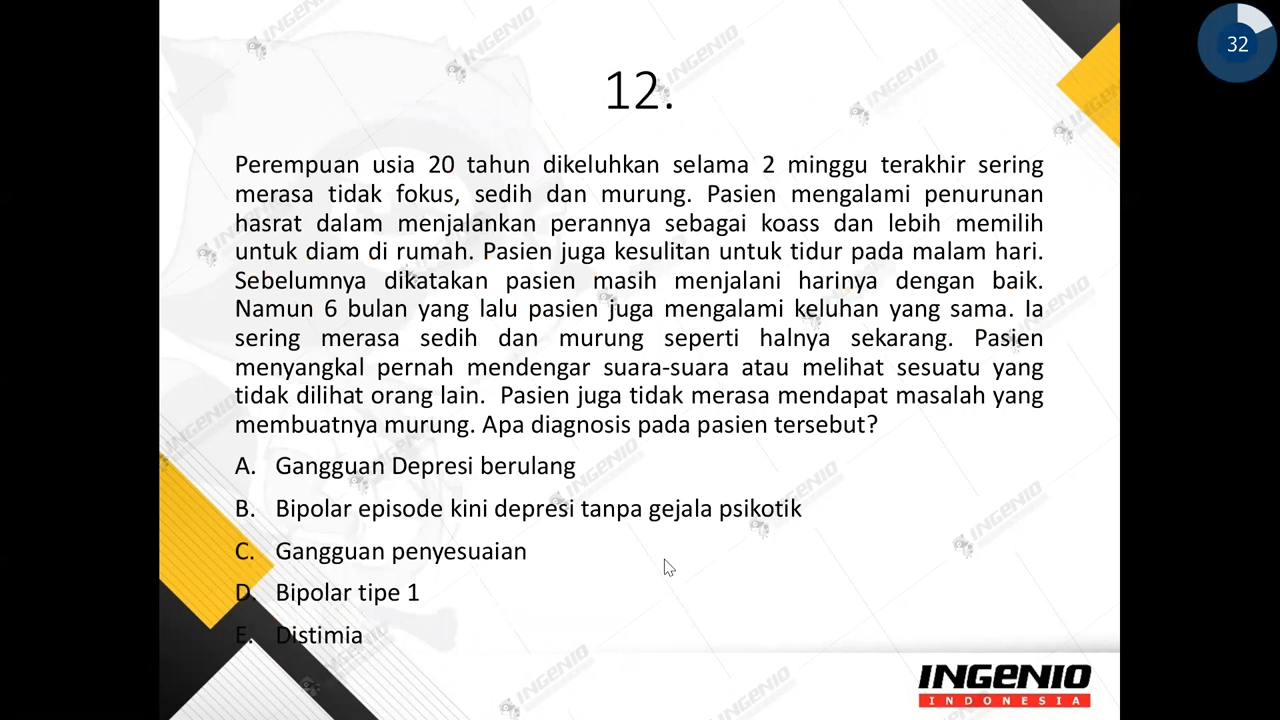 32
12.
Perempuan usia 20 tahun dikeluhkan selama 2 minggu terakhir sering
merasa tidak fokus, sedih dan murung. Pasien mengalami penurunan
hasrat dalam menjalankan perannya sebagai koass dan lebih memilih
untuk diam di rumah. Pasien juga kesulitan untuk tidur pada malam hari.
Sebelumnya dikatakan pasien masih menjalani harinya dengan baik.
Namun 6 bulan yang lalu pasien juga mengalami keluhan yang sama. Ia
sering merasa sedih dan murung seperti halnya sekarang. Pasien
menyangkal pernah mendengar suara-suara atau melihat sesuatu yang
tidak dilihat orang lain. Pasien juga tidak merasa mendapat masalah yang
membuatnya murung. Apa diagnosis pada pasien tersebut?
A. Gangguan Depresi berulang
B. Bipolar episode kini depresi tanpa gejala psikotik
C. Gangguan penyesuaian
D. Bipolar tipe 1
E. Distimia
INGENIO
INDONESIA